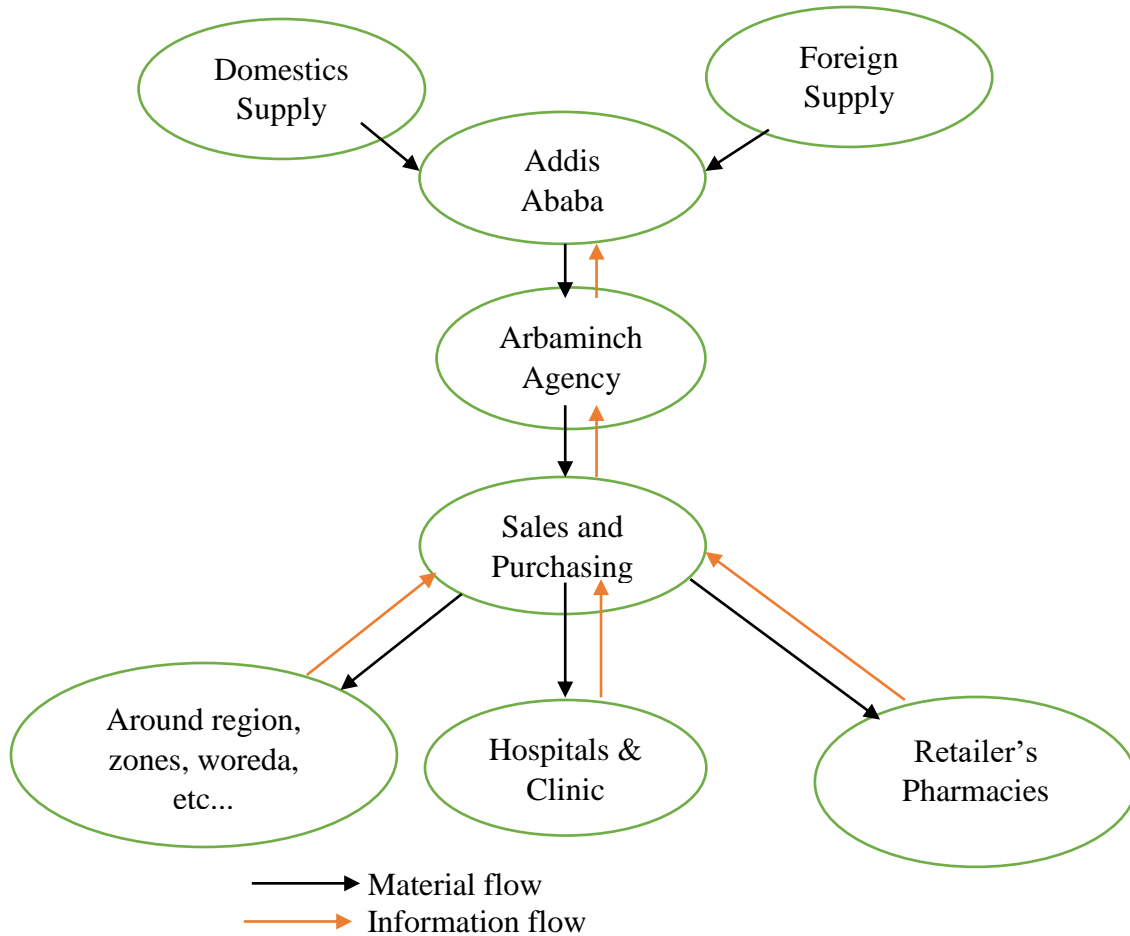 Domestics
Supply
Foreign
Supply
Addis
Ababa
Arbaminch
Agency
Sales and
Purchasing
Around region,
zones, woreda,
etc...
Hospitals &
Clinic
Retailer’s
Pharmacies
Material flow
Information flow